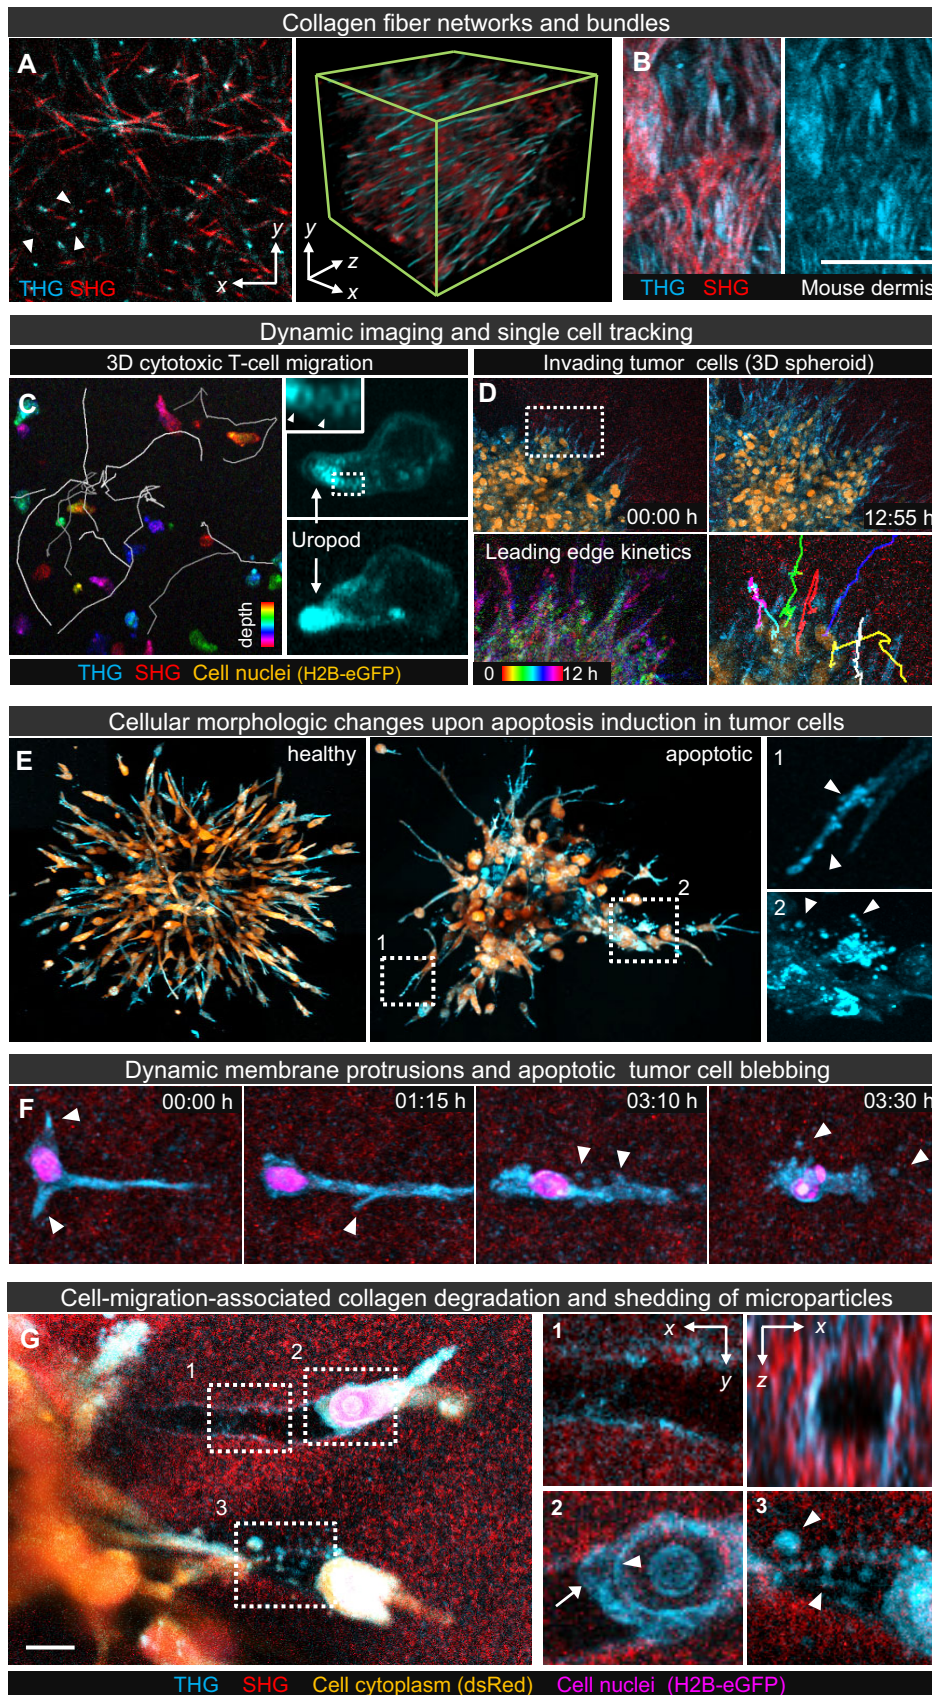 Collagen fiber networks and bundles
A
B
y
x
y
z
x
THG SHG
THG SHG Mouse dermis
Dynamic imaging and single cell tracking
3D cytotoxic T-cell migration
Invading tumor cells (3D spheroid)
C
D
00:00 h
12:55 h
Uropod
Leading edge kinetics
depth
0 12 h
THG SHG Cell nuclei (H2B-eGFP)
Cellular morphologic changes upon apoptosis induction in tumor cells
E
healthy
apoptotic
1
2
1
2
Dynamic membrane protrusions and apoptotic tumor cell blebbing
F
00:00 h
01:15 h
03:10 h
03:30 h
Cell-migration-associated collagen degradation and shedding of microparticles
G
1
2
3
1
x
y
x
z
2
3
THG SHG Cell cytoplasm (dsRed) Cell nuclei (H2B-eGFP)